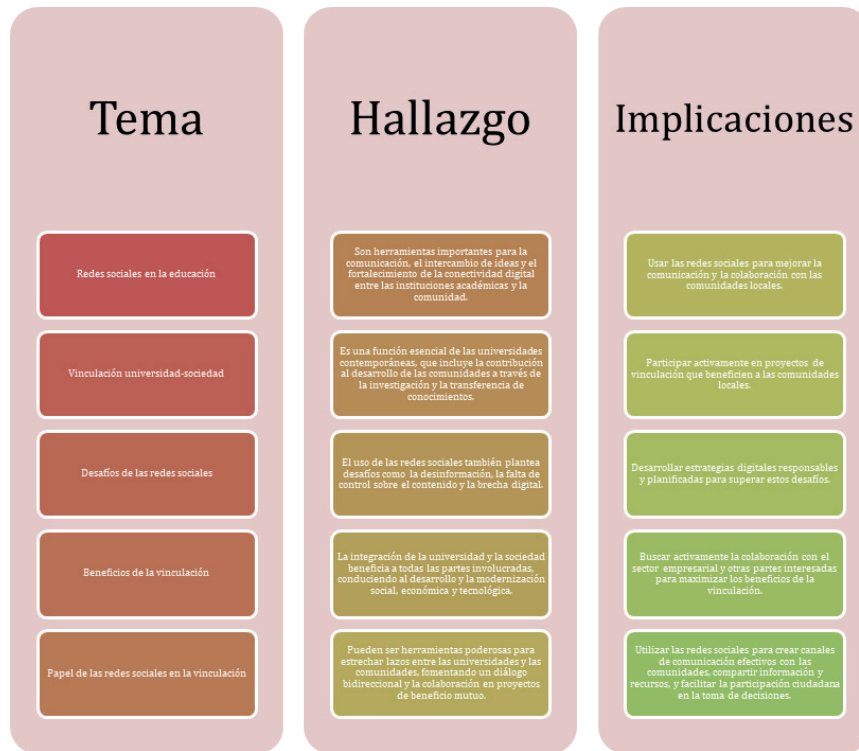 Tema
Redes sociales en la educación
Vinculación universidad-sociedad
Desafíos de las redes sociales
Beneficios de la vinculación
Papel de las redes sociales en la vinculación
Hallazgo
Son herramientas importantes para la
comunicación, el intercambio de ideas y el
fortalecimiento de la conectividad digital
entre las instituciones académicas y la
comunidad.
Es una función esencial de las universidades
contemporáneas, que incluye la contribución
al desarrollo de las comunidades a través de
la investigación y la transferencia de
conocimientos.
El uso de las redes sociales también plantea
desafíos como la desinformación, la falta de
control sobre el contenido y la brecha digital.
La integración de la universidad y la sociedad
beneficia a todas las partes involucradas,
conduciendo al desarrollo y la modernización
social, económica y tecnológica.
Pueden ser herramientas poderosas para
estrechar lazos entre las universidades y las
comunidades, fomentando un diálogo
bidireccional y la colaboración en proyectos
de beneficio mutuo.
Implicaciones
Usar las redes sociales para mejorar la
comunicación y la colaboración con las
comunidades locales.
Participar activamente en proyectos de
vinculación que beneficien a las comunidades
locales.
Desarrollar estrategias digitales responsables
y planificadas para superar estos desafíos.
Buscar activamente la colaboración con el
sector empresarial y otras partes interesadas
para maximizar los beneficios de la
vinculación.
Utilizar las redes sociales para crear canales
de comunicación efectivos con las
comunidades, compartir información y
recursos, y facilitar la participación ciudadana
en la toma de decisiones.